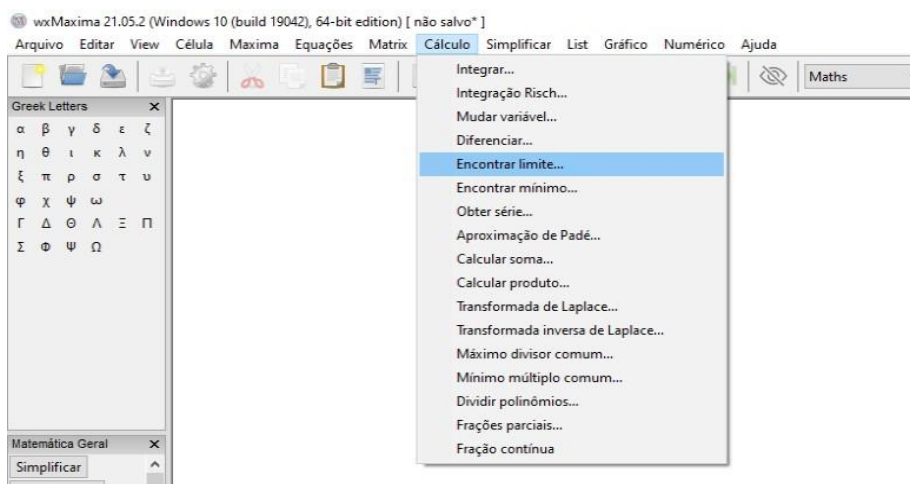 wxMaxima 21.05.2 (Windows 10 (build 19042), 64-bit edition) [ não salvo* ]
Arquivo Editar View Célula Maxima Equações Matrix Cálculo Simplificar List Gráfico Numérico Ajuda
Maths
Greek Letters x
α β γ δ ε ζ
η θ ι κ λ ν
ξ π ρ σ τ υ
φ χ ψ ω
Γ Δ Θ Λ Ξ Π
Σ Φ Ψ Ω
Integrar...
Integração Risch...
Mudar variável...
Diferenciar...
Encontrar limite...
Encontrar mínimo...
Obter série...
Aproximação de Padé...
Calcular soma...
Calcular produto...
Transformada de Laplace...
Transformada inversa de Laplace...
Máximo divisor comum...
Mínimo múltiplo comum...
Dividir polinômios...
Frações parciais...
Fração contínua
Matemática Geral x
Simplificar